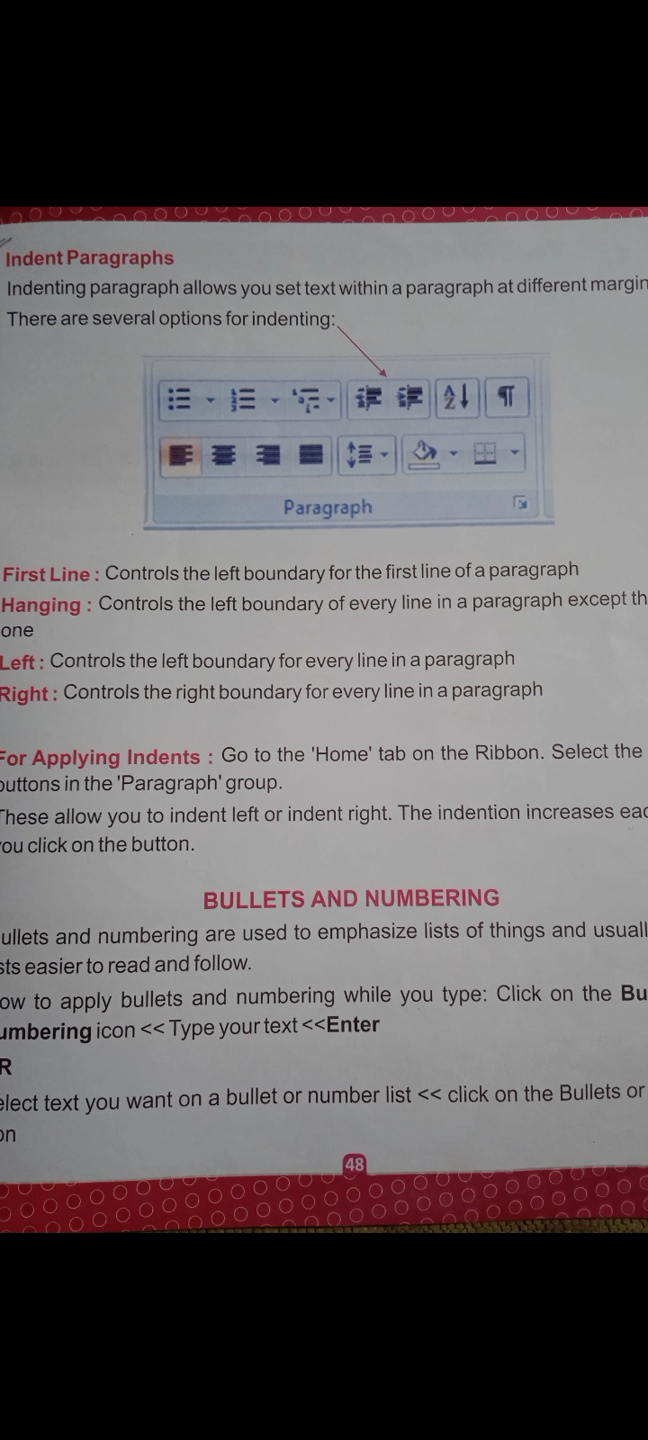 Indent Paragraphs
Indenting paragraph allows you set text within a paragraph at different margin
There are several options for indenting:
Paragraph
First Line : Controls the left boundary for the first line of a paragraph
Hanging : Controls the left boundary of every line in a paragraph except th
one
Left : Controls the left boundary for every line in a paragraph
Right : Controls the right boundary for every line in a paragraph
For Applying Indents : Go to the 'Home' tab on the Ribbon. Select the
buttons in the 'Paragraph' group.
These allow you to indent left or indent right. The indention increases eac
you click on the button.
BULLETS AND NUMBERING
ullets and numbering are used to emphasize lists of things and usuall
sts easier to read and follow.
ow to apply bullets and numbering while you type: Click on the Bu
umbering icon << Type your text <<Enter
R
elect text you want on a bullet or number list << click on the Bullets or
on
48